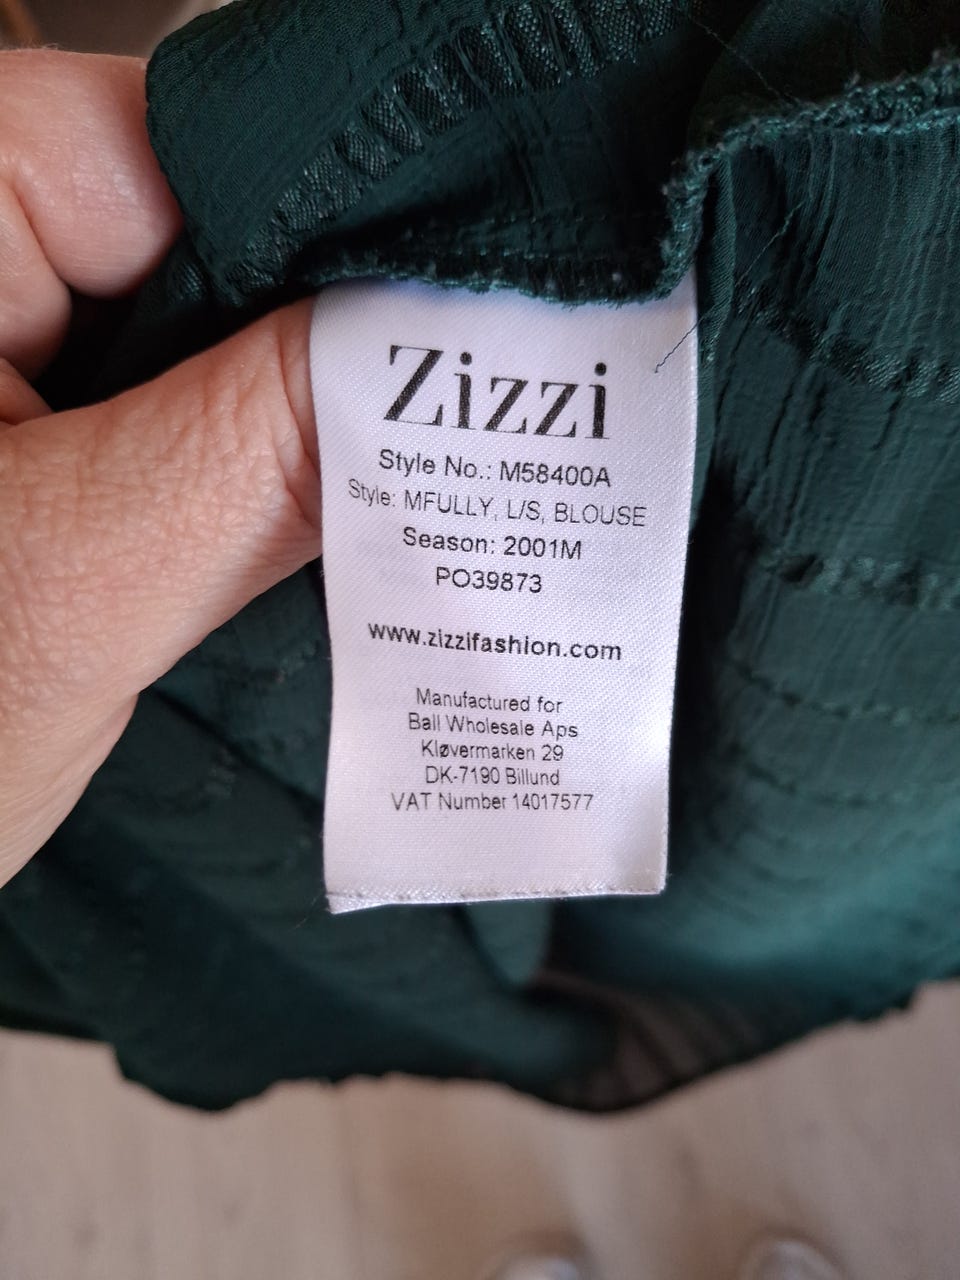 Zizzi
Style No.: M58400A
Style: MFULLY, L/S, BLOUSE
Season: 2001M
PO39873
www.zizzifashion.com
Manufactured for
Ball Wholesale Aps
Kløvermarken 29
DK-7190 Billund
VAT Number 14017577